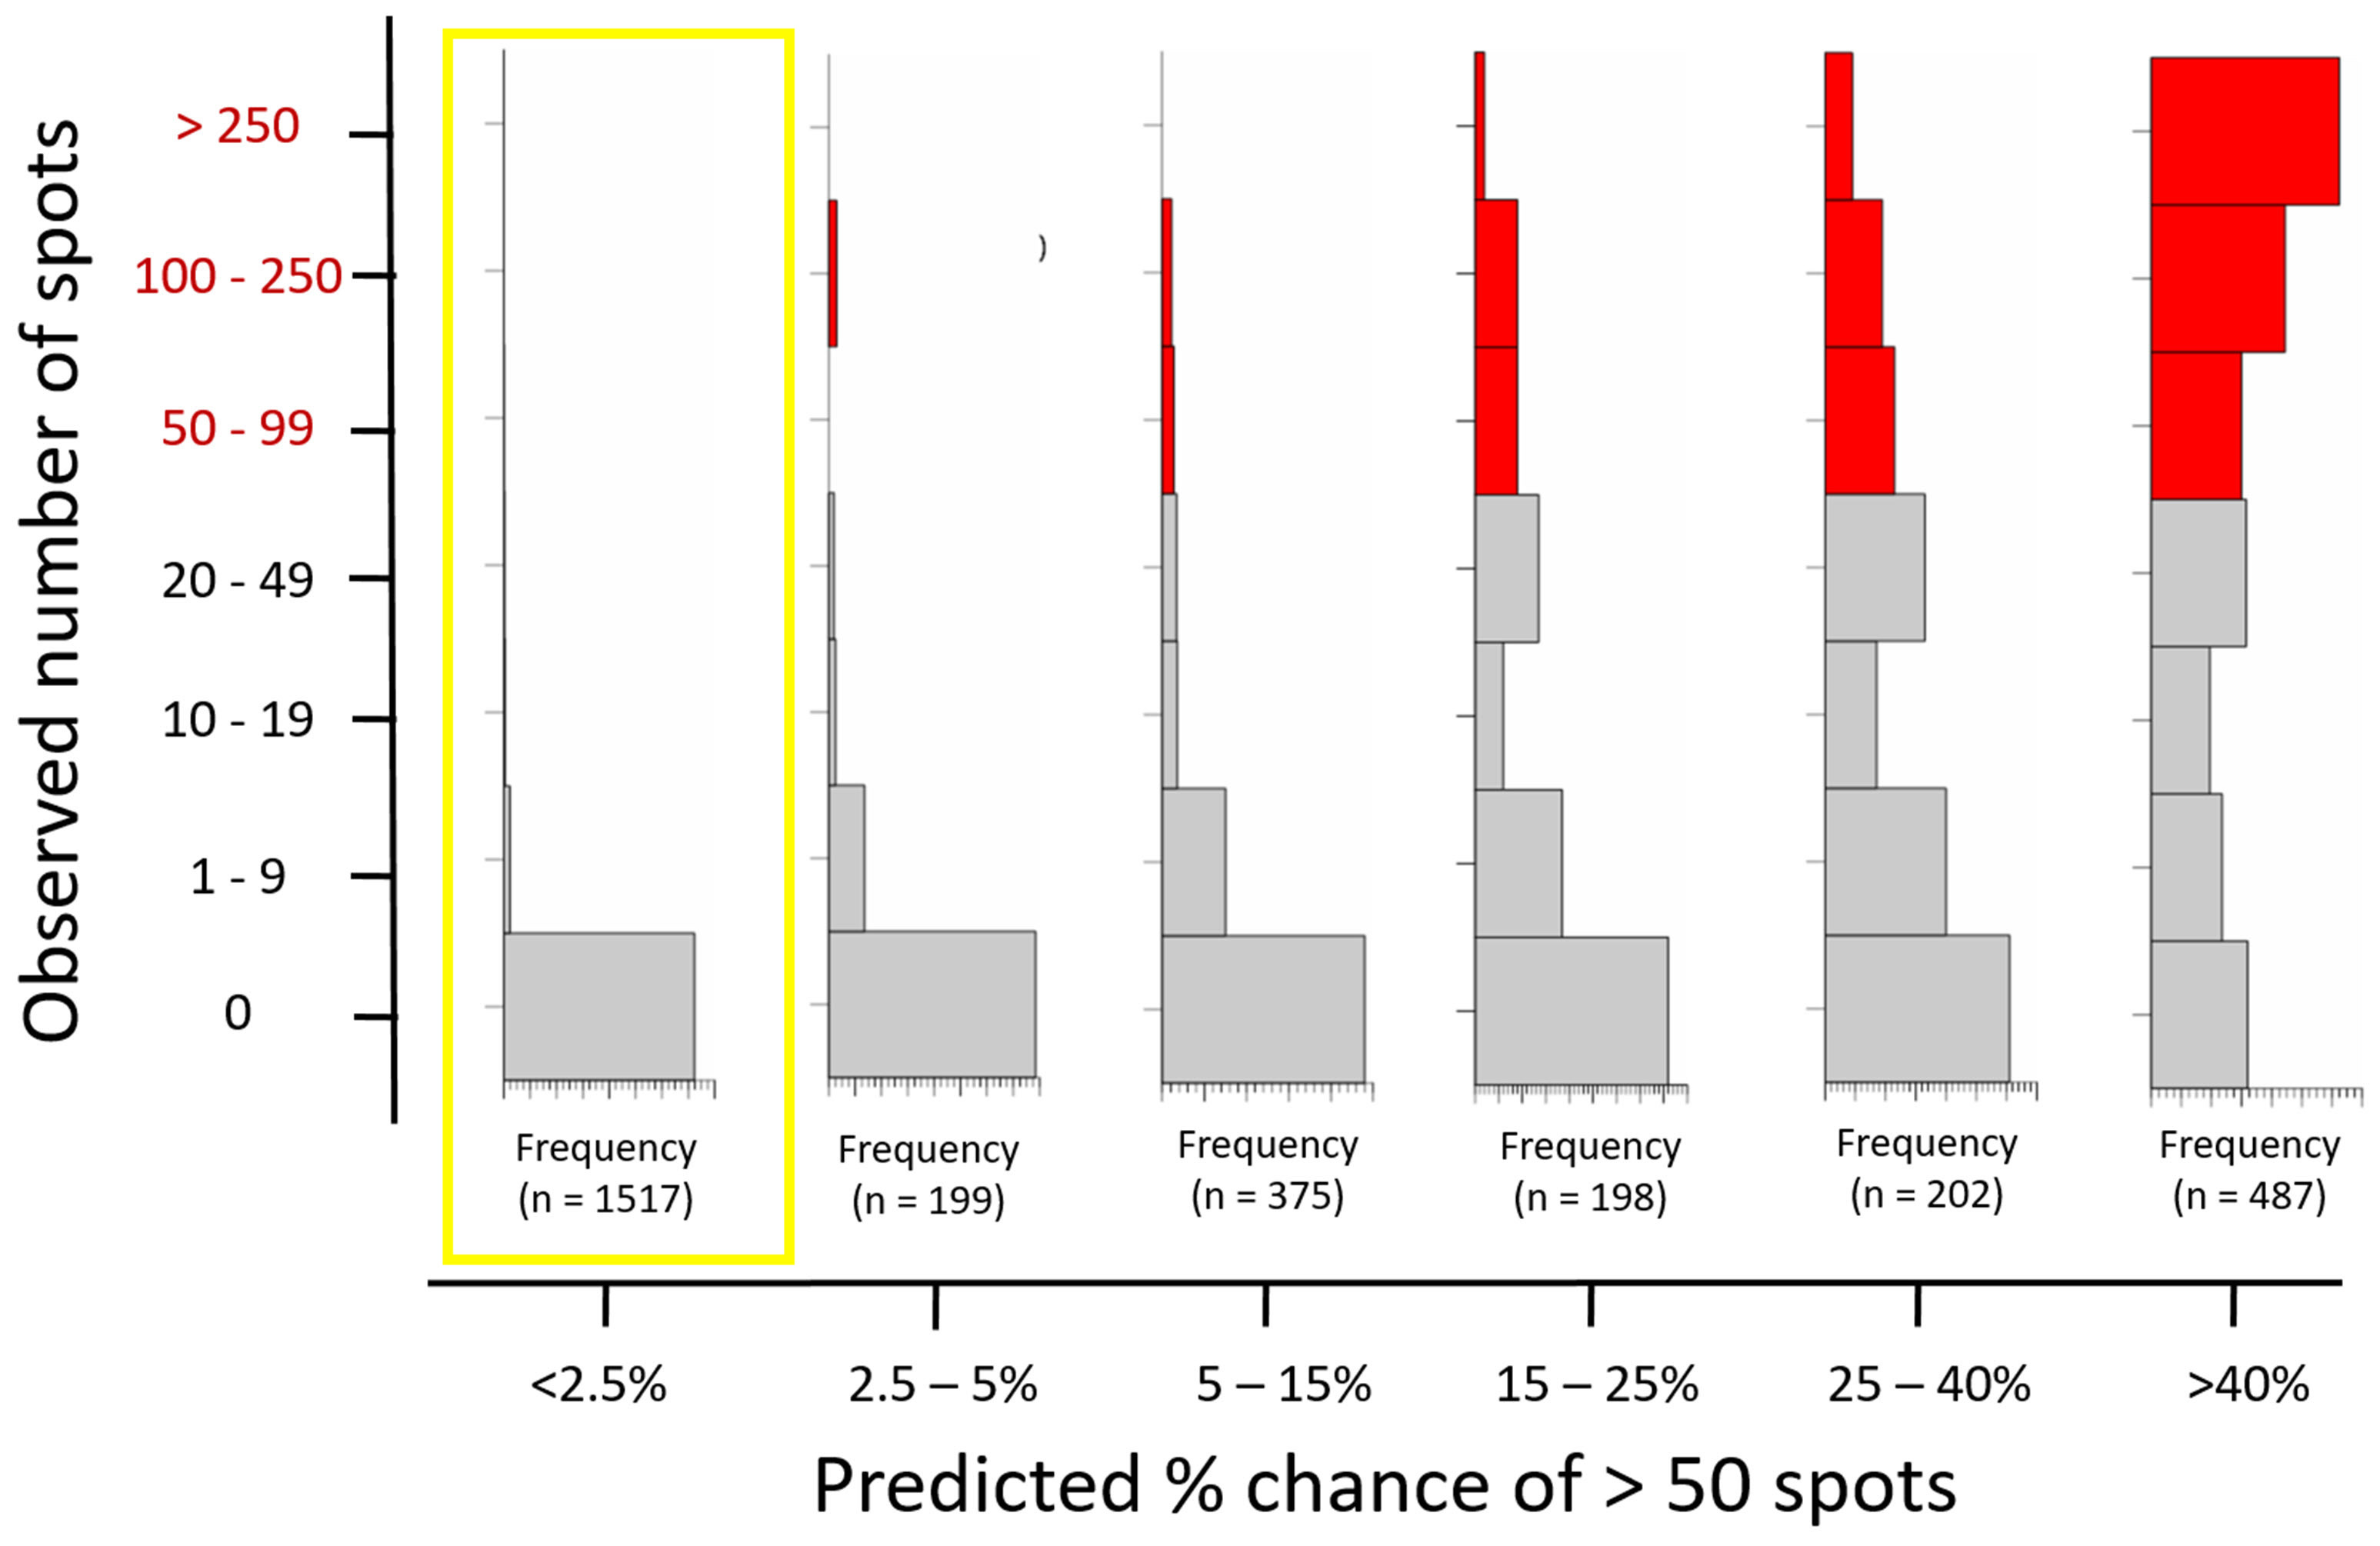 Observed number of spots
> 250
100 - 250
50 - 99
20 - 49
10 - 19
1 - 9
0
)
Frequency
(n = 1517)
Frequency
(n = 199)
Frequency
(n = 375)
Frequency
(n = 198)
Frequency
(n = 202)
Frequency
(n = 487)
<2.5%
2.5 – 5%
5 – 15%
15 – 25%
25 – 40%
>40%
Predicted % chance of > 50 spots